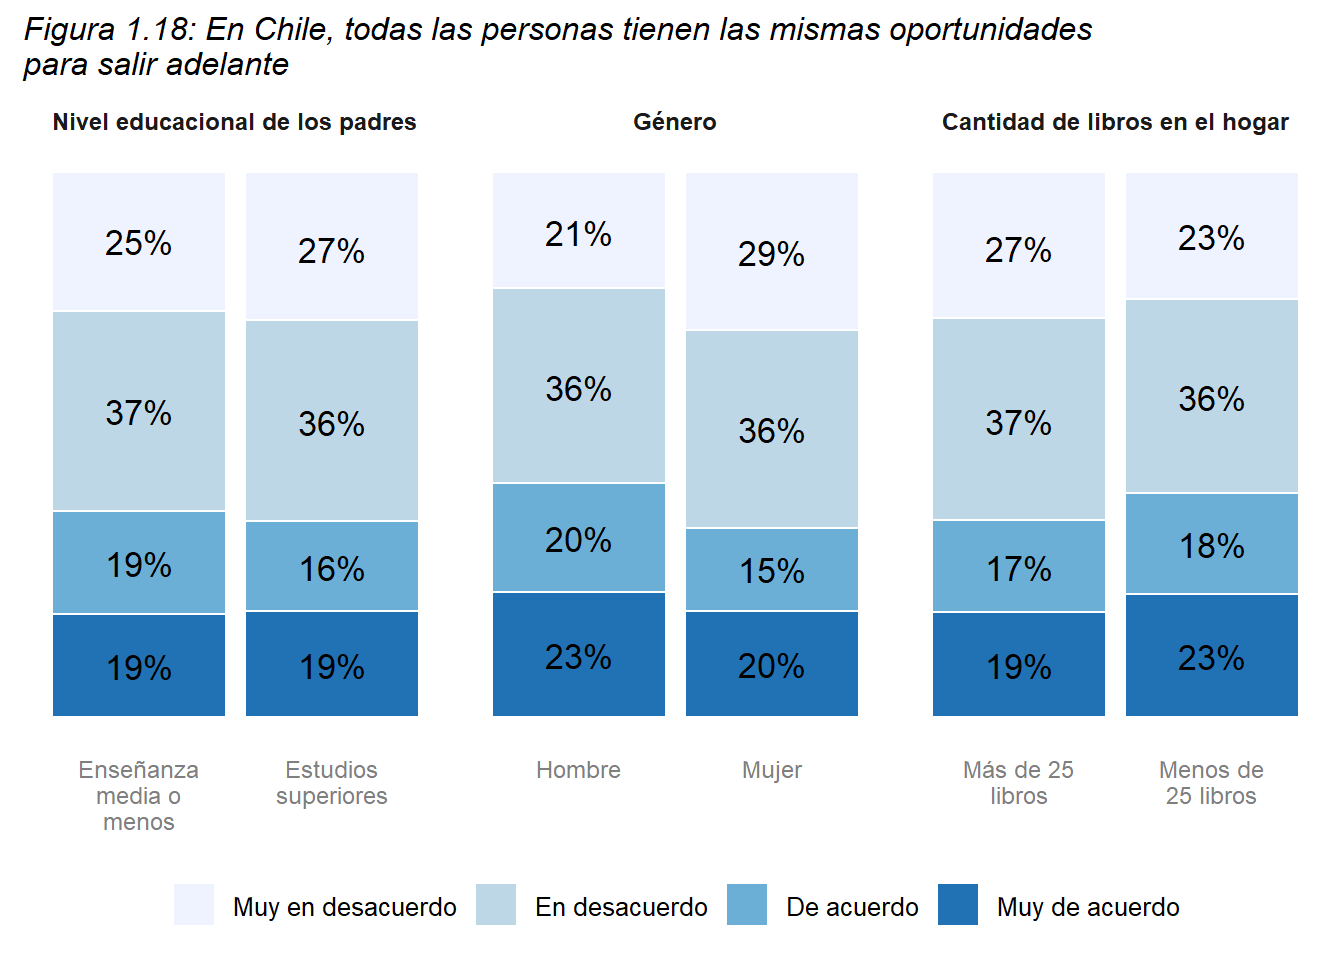 Figura 1.18: En Chile, todas las personas tienen las mismas oportunidades
para salir adelante
Nivel educacional de los padres
25%
27%
37%
36%
19%
16%
19%
19%
Enseñanza
media o
menos
Estudios
superiores
Género
21%
29%
36%
36%
20%
15%
23%
20%
Hombre
Mujer
Cantidad de libros en el hogar
27%
23%
37%
36%
17%
18%
19%
23%
Más de 25
libros
Menos de
25 libros
Muy en desacuerdo
En desacuerdo
De acuerdo
Muy de acuerdo